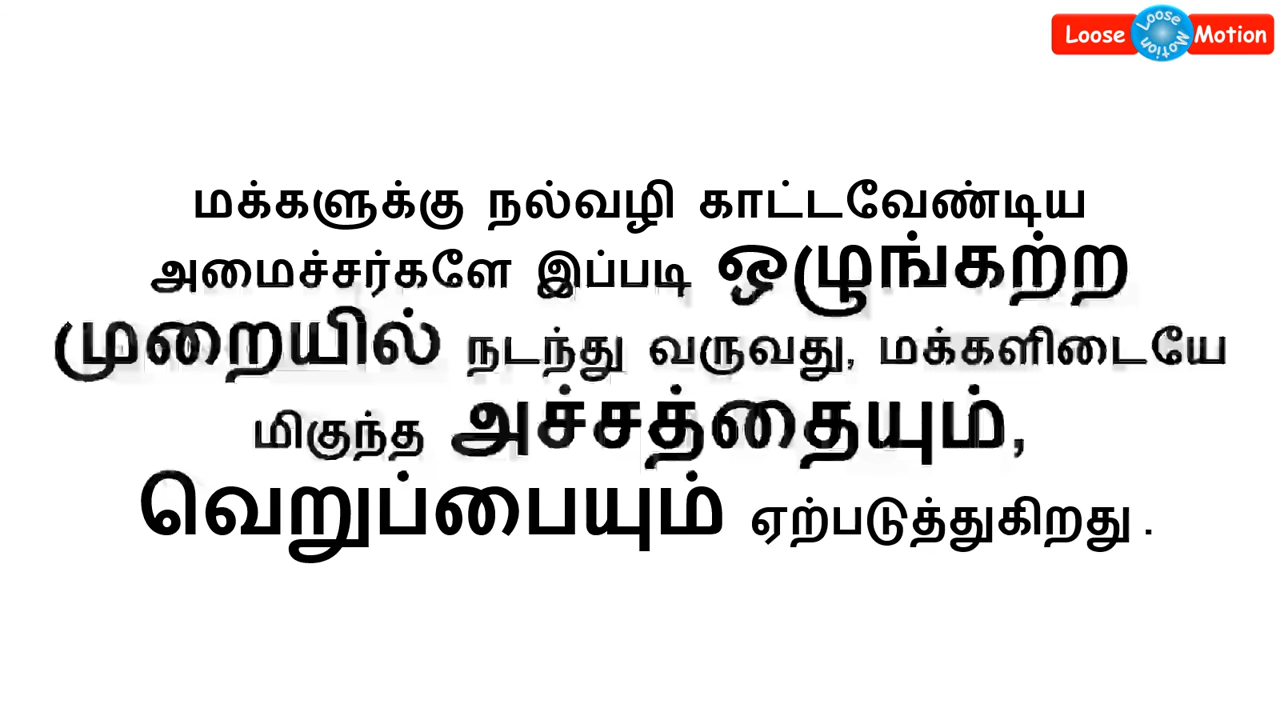 Loose Loose Motion Motion
மக்களுக்கு நல்வழி காட்டவேண்டிய
அமைச்சர்களே இப்படி ஒழுங்கற்ற
முறையில் நடந்து வருவது, மக்களிடையே
மிகுந்த அச்சத்தையும்,
வெறுப்பையும் ஏற்படுத்துகிறது .